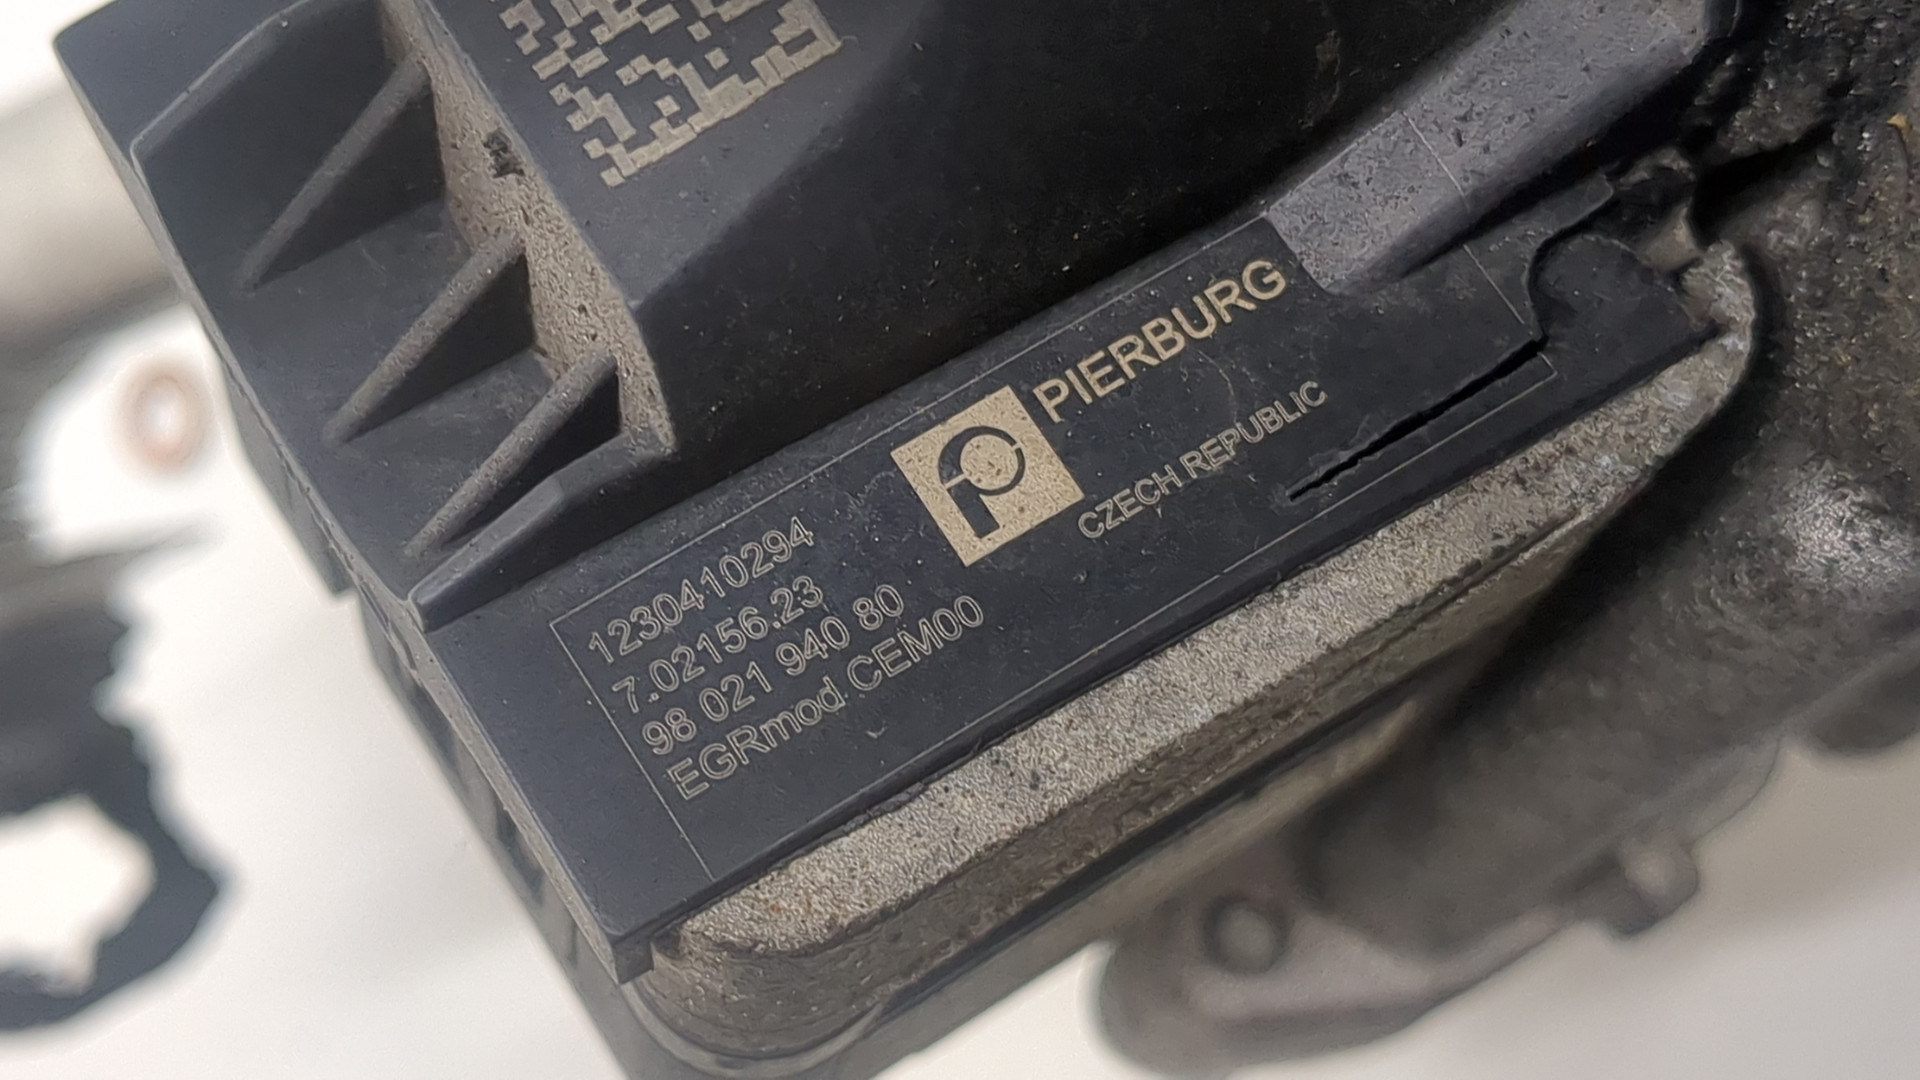 PIERBURG
CZECH REPUBLIC
1230410294
7.02156.23
98 021 940 80
EGRmod CEM00